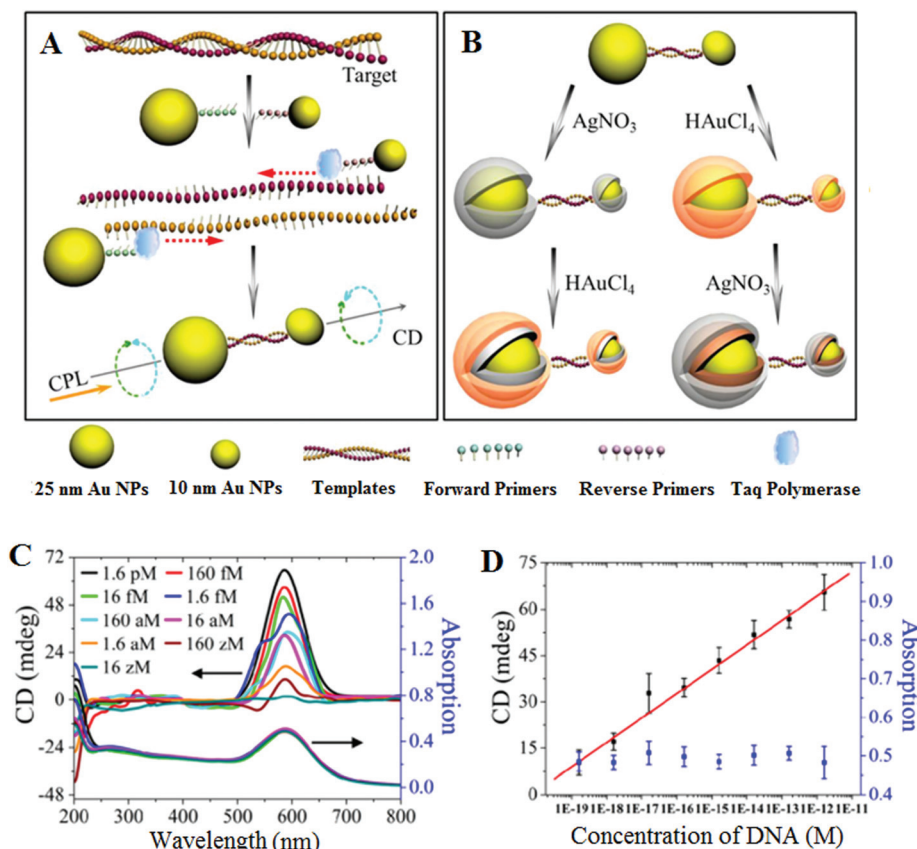 A
Target
CPL
CD
B
AgNO3
HAuCl4
HAuCl4
AgNO3
25 nm Au NPs
10 nm Au NPs
Templates
Forward Primers
Reverse Primers
Taq Polymerase
C
1.6 pM
160 fM
16 fM
1.6 fM
160 aM
16 aM
1.6 aM
160 zM
16 zM
72
48
24
0
-24
-48
CD (mdeg)
2.0
1.6
1.2
0.8
0.4
0.0
Absorption
200 300 400 500 600 700 800
Wavelength (nm)
D
75
60
45
30
15
0
CD (mdeg)
1.0
0.9
0.8
0.7
0.6
0.5
0.4
Absorption
1E-19 1E-18 1E-17 1E-16 1E-15 1E-14 1E-13 1E-12 1E-11
Concentration of DNA (M)